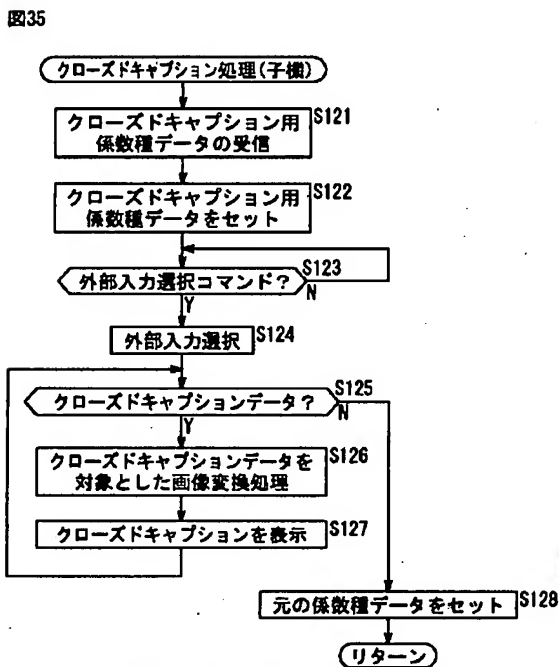 図35
クローズドキャプション処理(子機)
クローズドキャプション用
係数種データの受信
S121
クローズドキャプション用
係数種データをセット
S122
外部入力選択コマンド?
S123
N
Y
外部入力選択
S124
クローズドキャプションデータ?
S125
N
Y
クローズドキャプションデータを
対象とした画像変換処理
S126
クローズドキャプションを表示
S127
元の係数種データをセット
S128
リターン